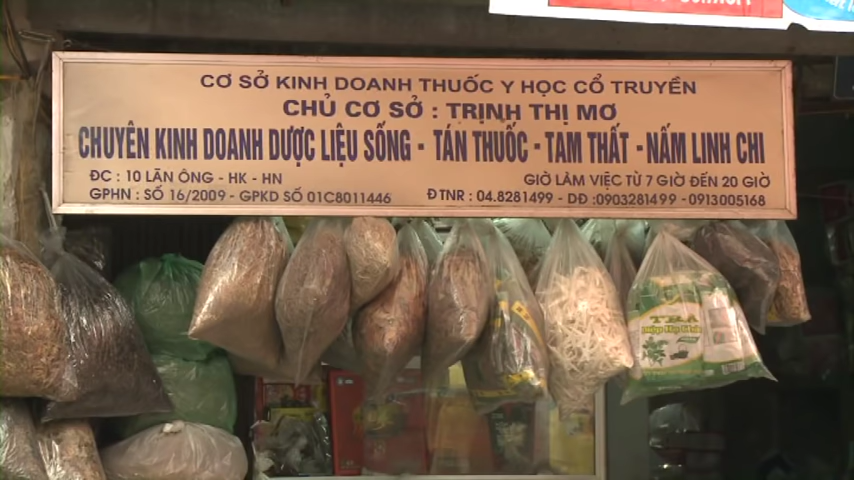 CƠ SỞ KINH DOANH THUỐC Y HỌC CỔ TRUYỀN
CHỦ CƠ SỞ : TRỊNH THỊ MƠ
CHUYÊN KINH DOANH DƯỢC LIỆU SỐNG - TÁN THUỐC - TAM THẤT - NẤM LINH CHI
ĐC : 10 LÃN ÔNG - HK - HN
GIỜ LÀM VIỆC TỪ 7 GIỜ ĐẾN 20 GIỜ
GPHN : SỐ 16/2009 - GPKD SỐ 01C8011446
ĐTNR : 04.8281499 - DĐ :0903281499 - 0913005168
TRÀ